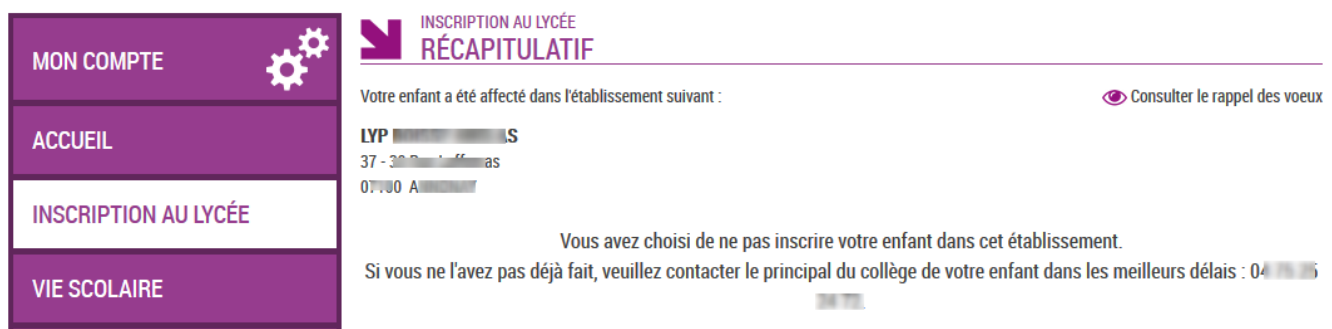 MON COMPTE
ACCUEIL
INSCRIPTION AU LYCÉE
VIE SCOLAIRE
INSCRIPTION AU LYCÉE
RÉCAPITULATIF
Votre enfant a été affecté dans l'établissement suivant :
Consulter le rappel des voeux
LYP
37 -
Vous avez choisi de ne pas inscrire votre enfant dans cet établissement.
Si vous ne l'avez pas déjà fait, veuillez contacter le principal du collège de votre enfant dans les meilleurs délais :